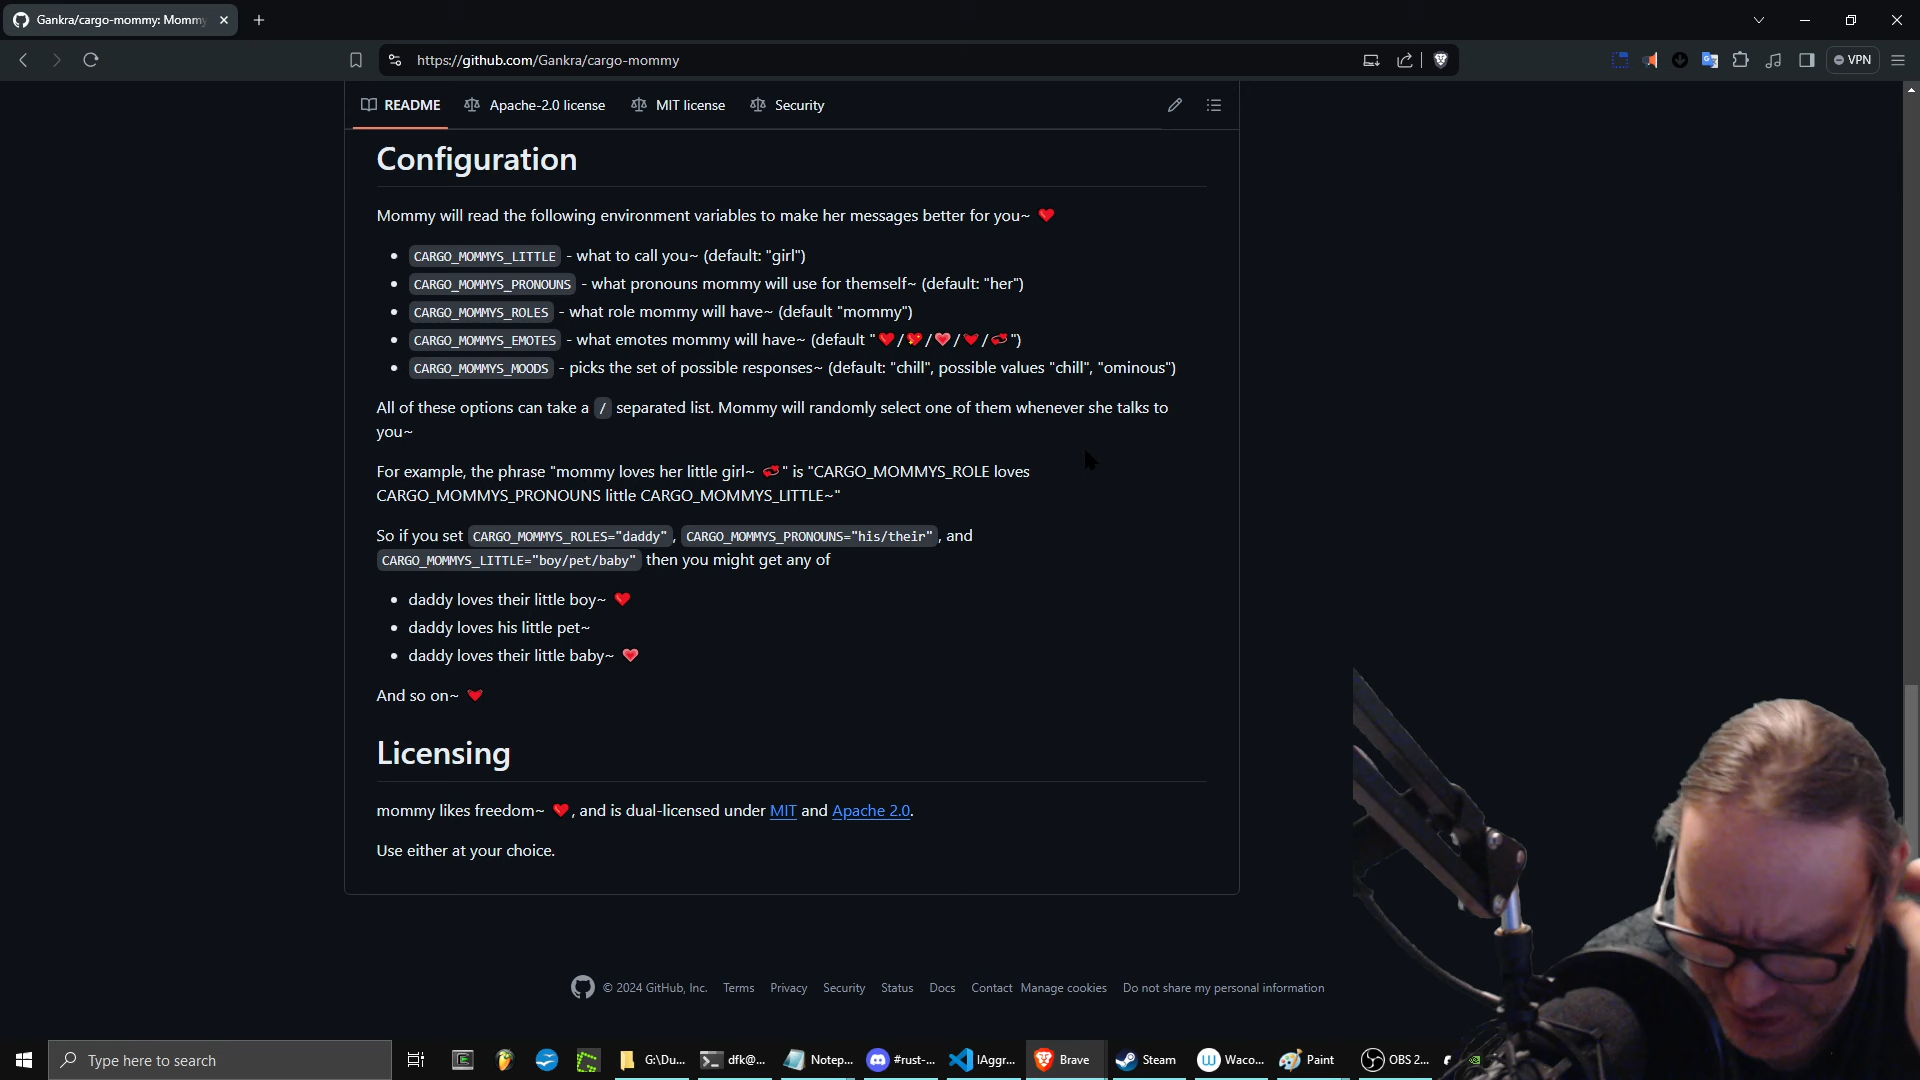 Gankra/cargo-mommy: Mommy
https://github.com/Gankra/cargo-mommy
VPN
README
Apache-2.0 license
MIT license
Security
Configuration
Mommy will read the following environment variables to make her messages better for you~ ❤️
• CARGO_MOMMYS_LITTLE - what to call you~ (default: "girl")
• CARGO_MOMMYS_PRONOUNS - what pronouns mommy will use for themself~ (default: "her")
• CARGO_MOMMYS_ROLES - what role mommy will have~ (default "mommy")
• CARGO_MOMMYS_EMOTES - what emotes mommy will have~ (default "❤️/💖/💗/💓/💞")
• CARGO_MOMMYS_MOODS - picks the set of possible responses~ (default: "chill", possible values "chill", "ominous")
All of these options can take a / separated list. Mommy will randomly select one of them whenever she talks to
you~
For example, the phrase "mommy loves her little girl~ 💞" is "CARGO_MOMMYS_ROLE loves
CARGO_MOMMYS_PRONOUNS little CARGO_MOMMYS_LITTLE~"
So if you set CARGO_MOMMYS_ROLES="daddy", CARGO_MOMMYS_PRONOUNS="his/their", and
CARGO_MOMMYS_LITTLE="boy/pet/baby" then you might get any of
• daddy loves their little boy~ ❤️
• daddy loves his little pet~
• daddy loves their little baby~ 💗
And so on~ 💓
Licensing
mommy likes freedom~ ❤️, and is dual-licensed under MIT and Apache 2.0.
Use either at your choice.
© 2024 GitHub, Inc. Terms Privacy Security Status Docs Contact Manage cookies Do not share my personal information
Type here to search
G:\Du...
dfk@...
Notep...
#rust-...
IAggr...
Brave
Steam
Waco...
Paint
OBS 2...